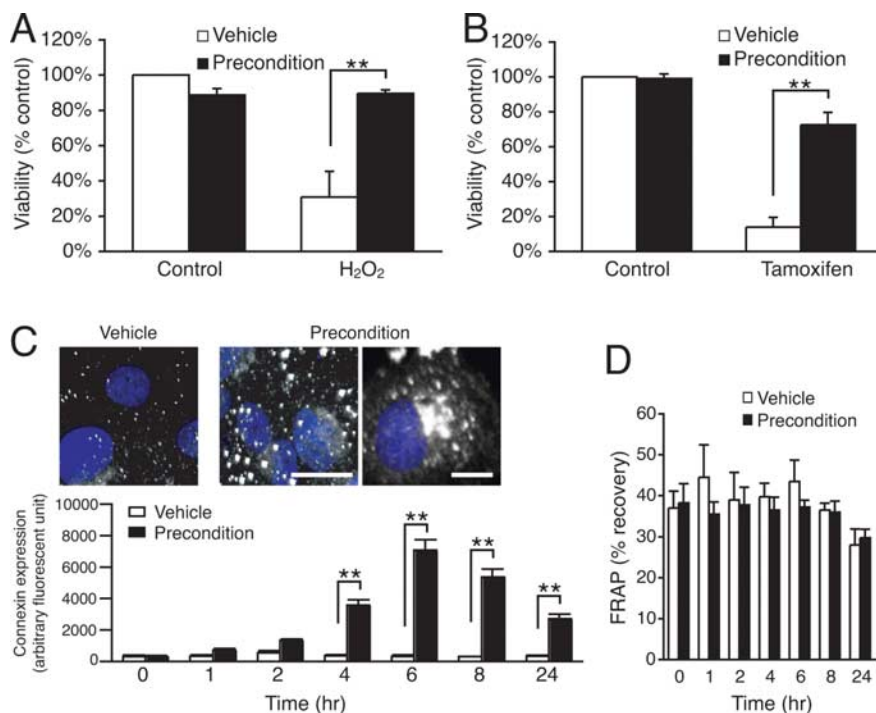 A
Vehicle
Precondition
**
Viability (% control)
120%
100%
80%
60%
40%
20%
0%
Control H₂O₂
B
Vehicle
Precondition
**
Viability (% control)
120%
100%
80%
60%
40%
20%
0%
Control Tamoxifen
C
Vehicle Precondition
Connexin expression
(arbitrary fluorescent unit)
10000
8000
6000
4000
2000
0
Vehicle
Precondition
** ** ** **
0 1 2 4 6 8 24
Time (hr)
D
Vehicle
Precondition
FRAP (% recovery)
60
50
40
30
20
10
0
0 1 2 4 6 8 24
Time (hr)